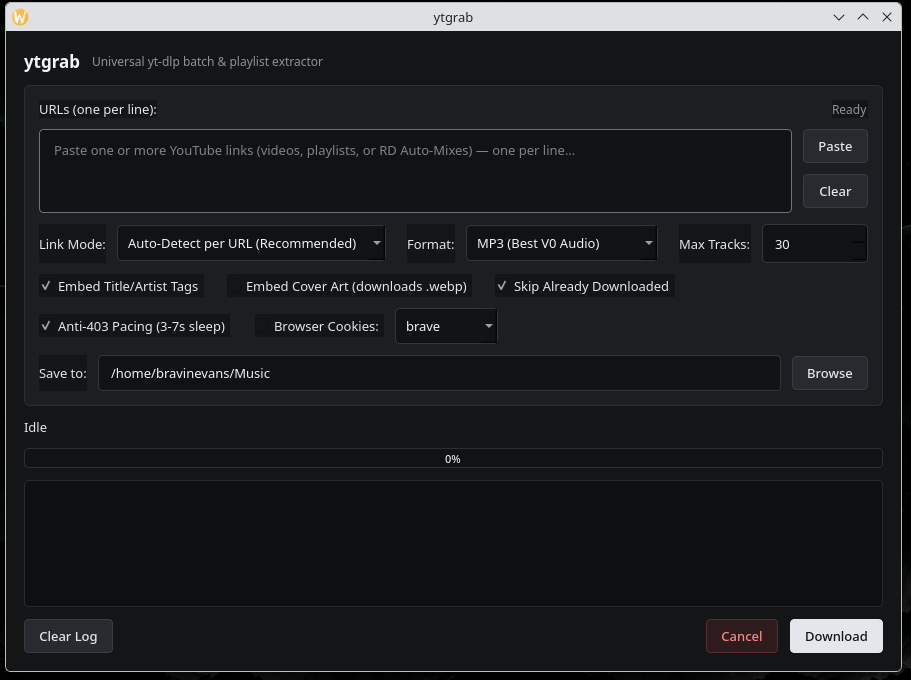 W ytgrab
ytgrab Universal yt-dlp batch & playlist extractor
URLs (one per line): Ready
Paste one or more YouTube links (videos, playlists, or RD Auto-Mixes) — one per line...
Paste
Clear
Link Mode: Auto-Detect per URL (Recommended) Format: MP3 (Best V0 Audio) Max Tracks: 30
✓ Embed Title/Artist Tags Embed Cover Art (downloads .webp) ✓ Skip Already Downloaded
✓ Anti-403 Pacing (3-7s sleep) Browser Cookies: brave
Save to: /home/bravinevans/Music Browse
Idle
0%
Clear Log Cancel Download